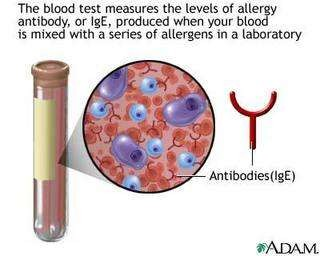 The blood test measures the levels of allergy
antibody, or IgE, produced when your blood
is mixed with a series of allergens in a laboratory
Antibodies(IgE)
A.D.A.M.